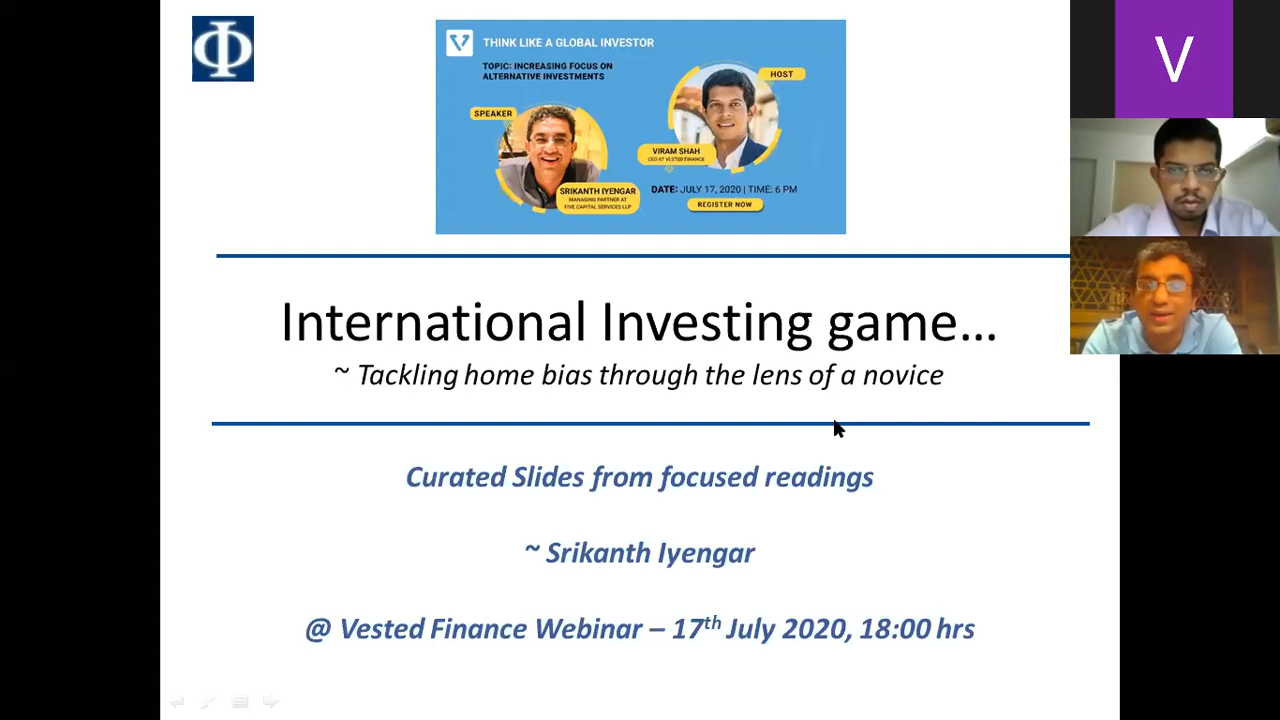 THINK LIKE A GLOBAL INVESTOR
TOPIC: INCREASING FOCUS ON
ALTERNATIVE INVESTMENTS
HOST
SPEAKER
VIRAM SHAH
CEO AT VESTED FINANCE
SRIKANTH IYENGAR
MANAGING PARTNER AT
FIVE CAPITAL SERVICES LLP
DATE: JULY 17, 2020 | TIME: 6 PM
REGISTER NOW
V
International Investing game...
~ Tackling home bias through the lens of a novice
Curated Slides from focused readings
~ Srikanth Iyengar
@ Vested Finance Webinar – 17th July 2020, 18:00 hrs